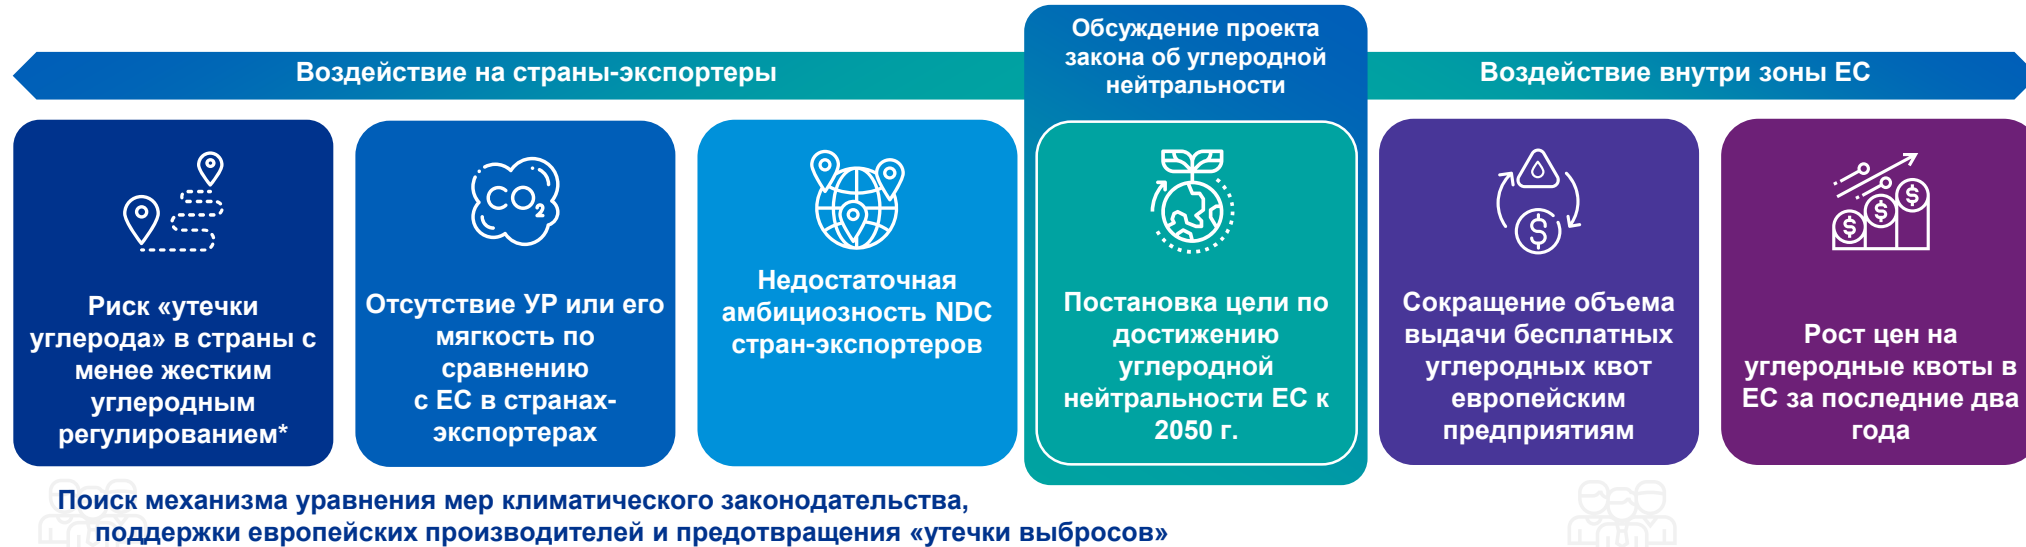 Обсуждение проекта
закона об углеродной
нейтральности
Воздействие на страны-экспортеры
Воздействие внутри зоны ЕС
Риск «утечки
углерода» в страны с
менее жестким
углеродным
регулированием*
CO2
Отсутствие УР или его
мягкость по
сравнению
с ЕС в странах-
экспортерах
Недостаточная
амбициозность NDC
стран-экспортеров
Постановка цели по
достижению
углеродной
нейтральности ЕС к
2050 г.
$
Сокращение объема
выдачи бесплатных
углеродных квот
европейским
предприятиям
$ $ $
Рост цен на
углеродные квоты в
ЕС за последние два
года
Поиск механизма уравнения мер климатического законодательства,
поддержки европейских производителей и предотвращения «утечки выбросов»